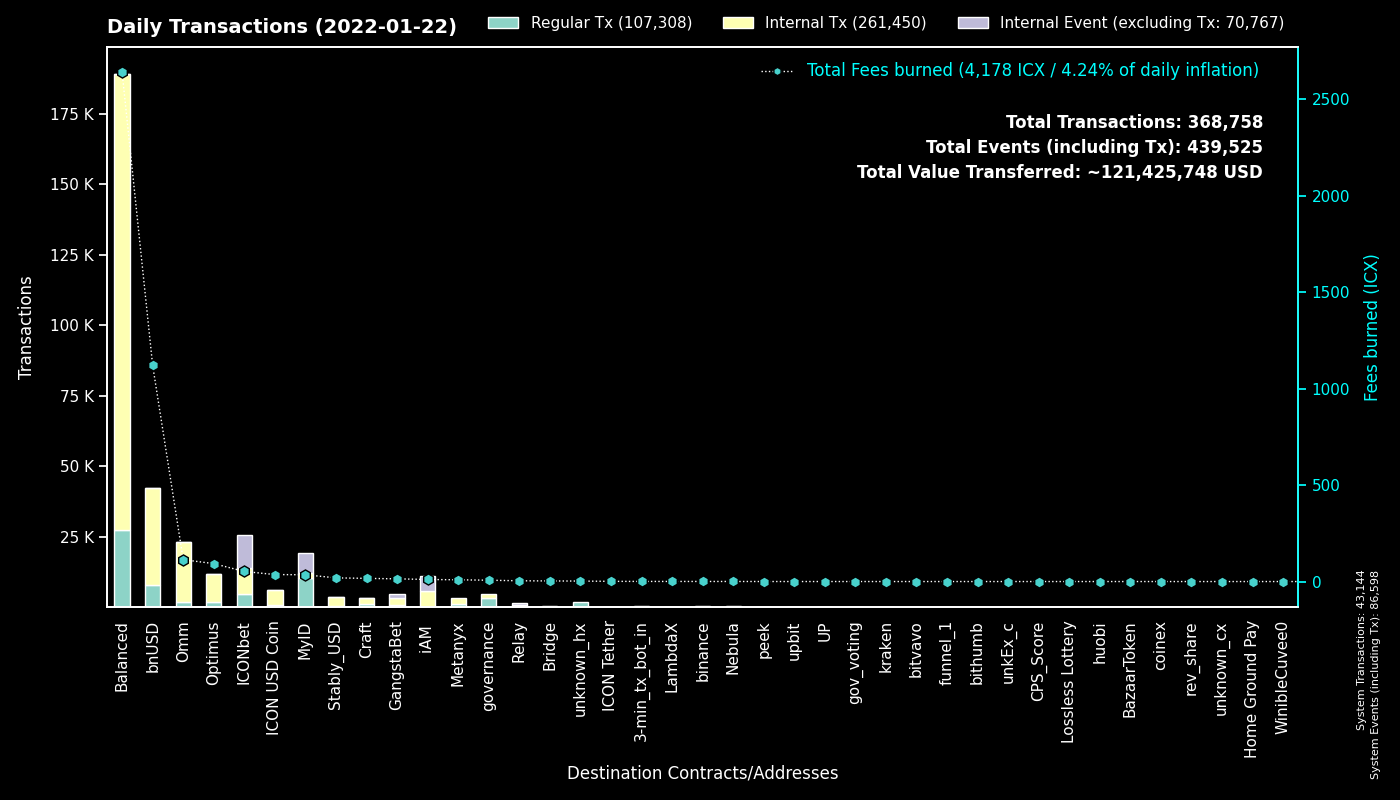 Daily Transactions (2022-01-22)
Regular Tx (107,308)
Internal Tx (261,450)
Internal Event (excluding Tx: 70,767)
Total Fees burned (4,178 ICX / 4.24% of daily inflation)
Total Transactions: 368,758
Total Events (including Tx): 439,525
Total Value Transferred: ~121,425,748 USD
Transactions
175 K
150 K
125 K
100 K
75 K
50 K
25 K
Fees burned (ICX)
2500
2000
1500
1000
500
0
Balanced
bnUSD
Omm
Optimus
ICONbet
ICON USD Coin
MyID
Stably_USD
Craft
GangstaBet
iAM
Metanyx
governance
Relay
Bridge
unknown_hx
ICON Tether
3-min_tx_bot_in
LambdaX
binance
Nebula
peek
upbit
UP
gov_voting
kraken
bitvavo
funnel_1
bithumb
unkEx_c
CPS_Score
Lossless Lottery
huobi
BazaarToken
coinex
rev_share
unknown_cx
Home Ground Pay
WinibleCuvee0
Destination Contracts/Addresses
System Transactions: 43,144
System Events (including Tx): 86,598